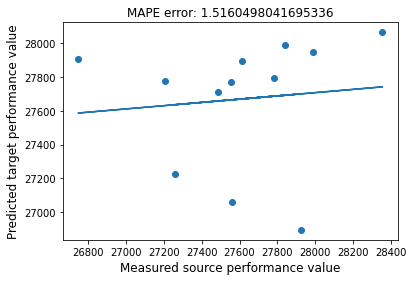 MAPE error: 1.5160498041695336
Predicted target performance value
28000
27800
27600
27400
27200
27000
26800 27000 27200 27400 27600 27800 28000 28200 28400
Measured source performance value